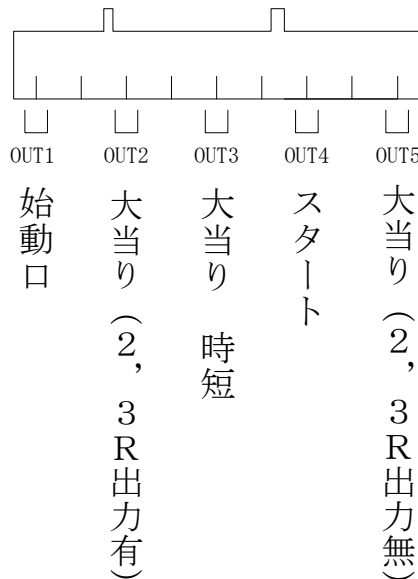 OUT1
OUT2
OUT3
OUT4
OUT5
始動口
大当り（２，３Ｒ出力有）
大当り　時短
スタート
大当り（２，３Ｒ出力無）